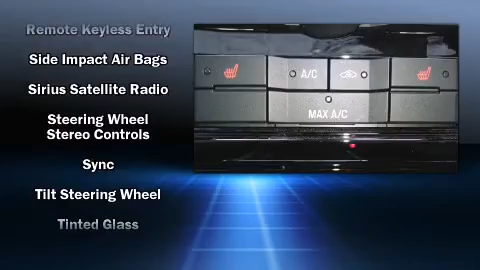 Remote Keyless Entry
Side Impact Air Bags
Sirius Satellite Radio
Steering Wheel
Stereo Controls
Sync
Tilt Steering Wheel
Tinted Glass
A/C
MAX A/C